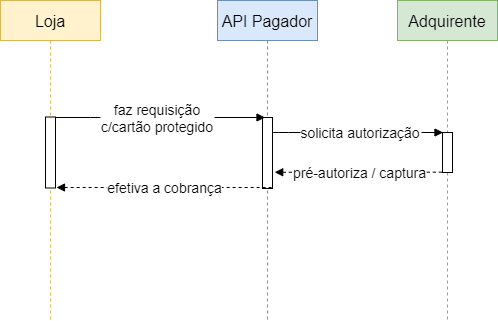 Loja
API Pagador
Adquirente
faz requisição
c/cartão protegido
solicita autorização
pré-autoriza / captura
efetiva a cobrança